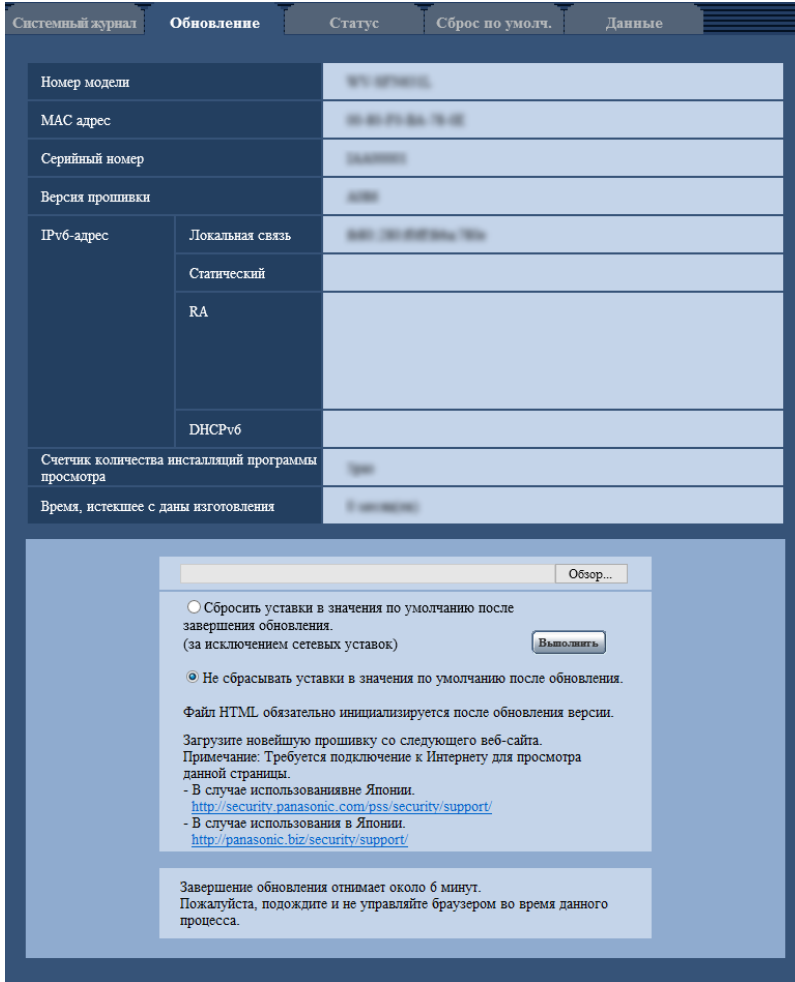 Системный журнал
Обновление
Статус
Сброс по умолч.
Данные
Номер модели
MAC адрес
Серийный номер
Версия прошивки
IPv6-адрес
Локальная связь
Статический
RA
DHCPv6
Счетчик количества инсталляций программы
просмотра
Время, истекшее с даны изготовления
Обзор...
Сбросить уставки в значения по умолчанию после
завершения обновления.
(за исключением сетевых уставок)
Выполнить
Не сбрасывать уставки в значения по умолчанию после обновления.
Файл HTML обязательно инициализируется после обновления версии.
Загрузите новейшую прошивку со следующего веб-сайта.
Примечание: Требуется подключение к Интернету для просмотра
данной страницы.
- В случае использованиявне Японии.
http://security.panasonic.com/pss/security/support/
- В случае использования в Японии.
http://panasonic.biz/security/support/
Завершение обновления отнимает около 6 минут.
Пожалуйста, подождите и не управляйте браузером во время данного
процесса.